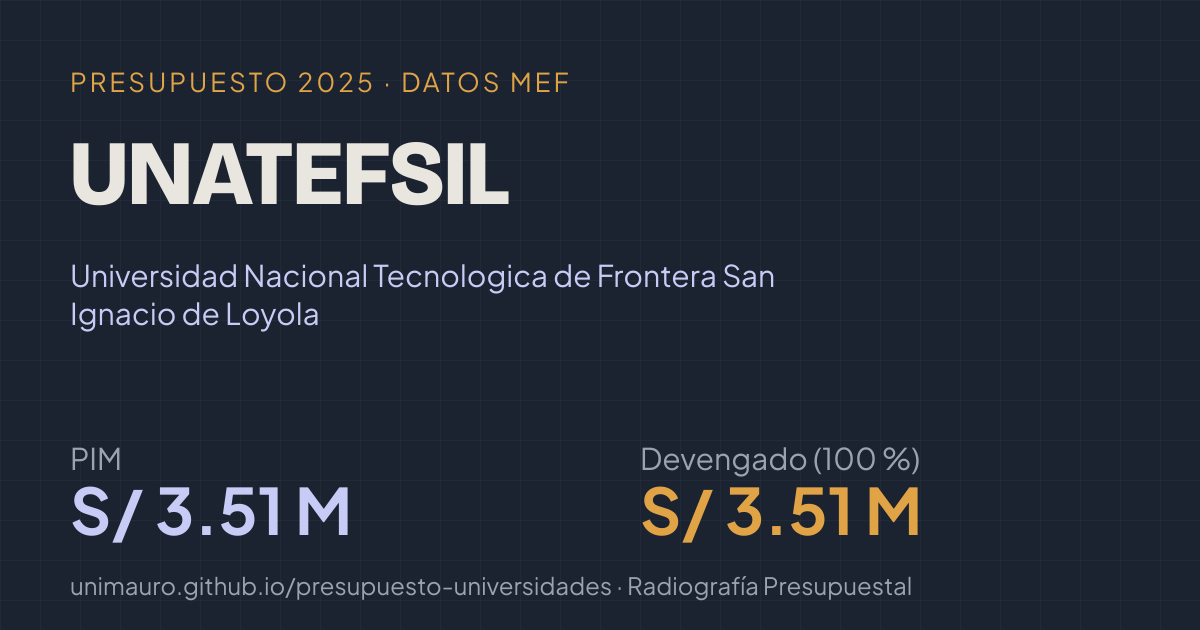 PRESUPUESTO 2025 · DATOS MEF
UNATEFSIL
Universidad Nacional Tecnologica de Frontera San
Ignacio de Loyola
PIM
Devengado (100 %)
S/ 3.51 M
S/ 3.51 M
unimauro.github.io/presupuesto-universidades · Radiografía Presupuestal